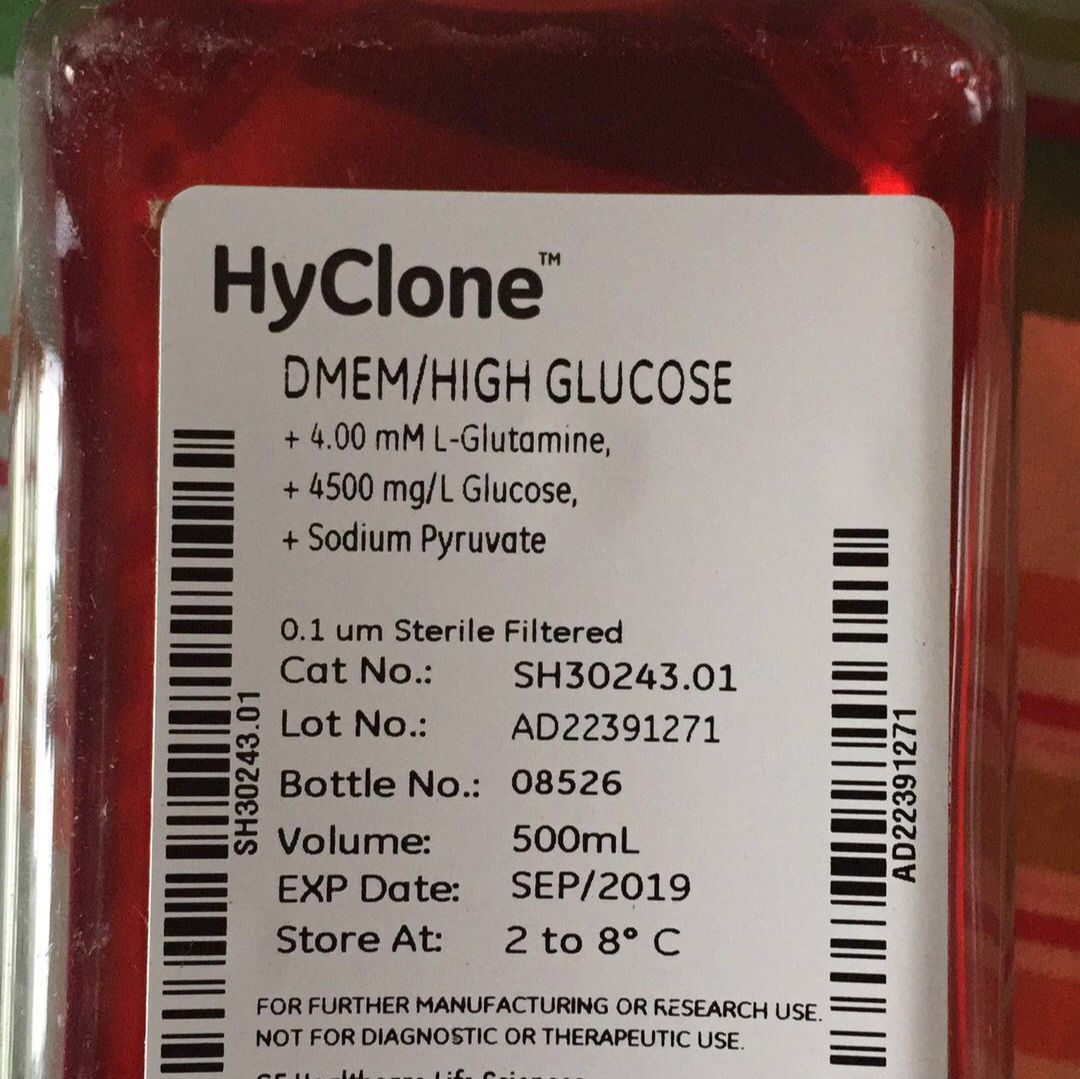 HyClone™
DMEM/HIGH GLUCOSE
+ 4.00 mM L-Glutamine,
+ 4500 mg/L Glucose,
+ Sodium Pyruvate
0.1 um Sterile Filtered
Cat No.: SH30243.01
Lot No.: AD22391271
Bottle No.: 08526
Volume: 500mL
EXP Date: SEP/2019
Store At: 2 to 8° C
FOR FURTHER MANUFACTURING OR RESEARCH USE.
NOT FOR DIAGNOSTIC OR THERAPEUTIC USE.
SH30243.01
AD22391271